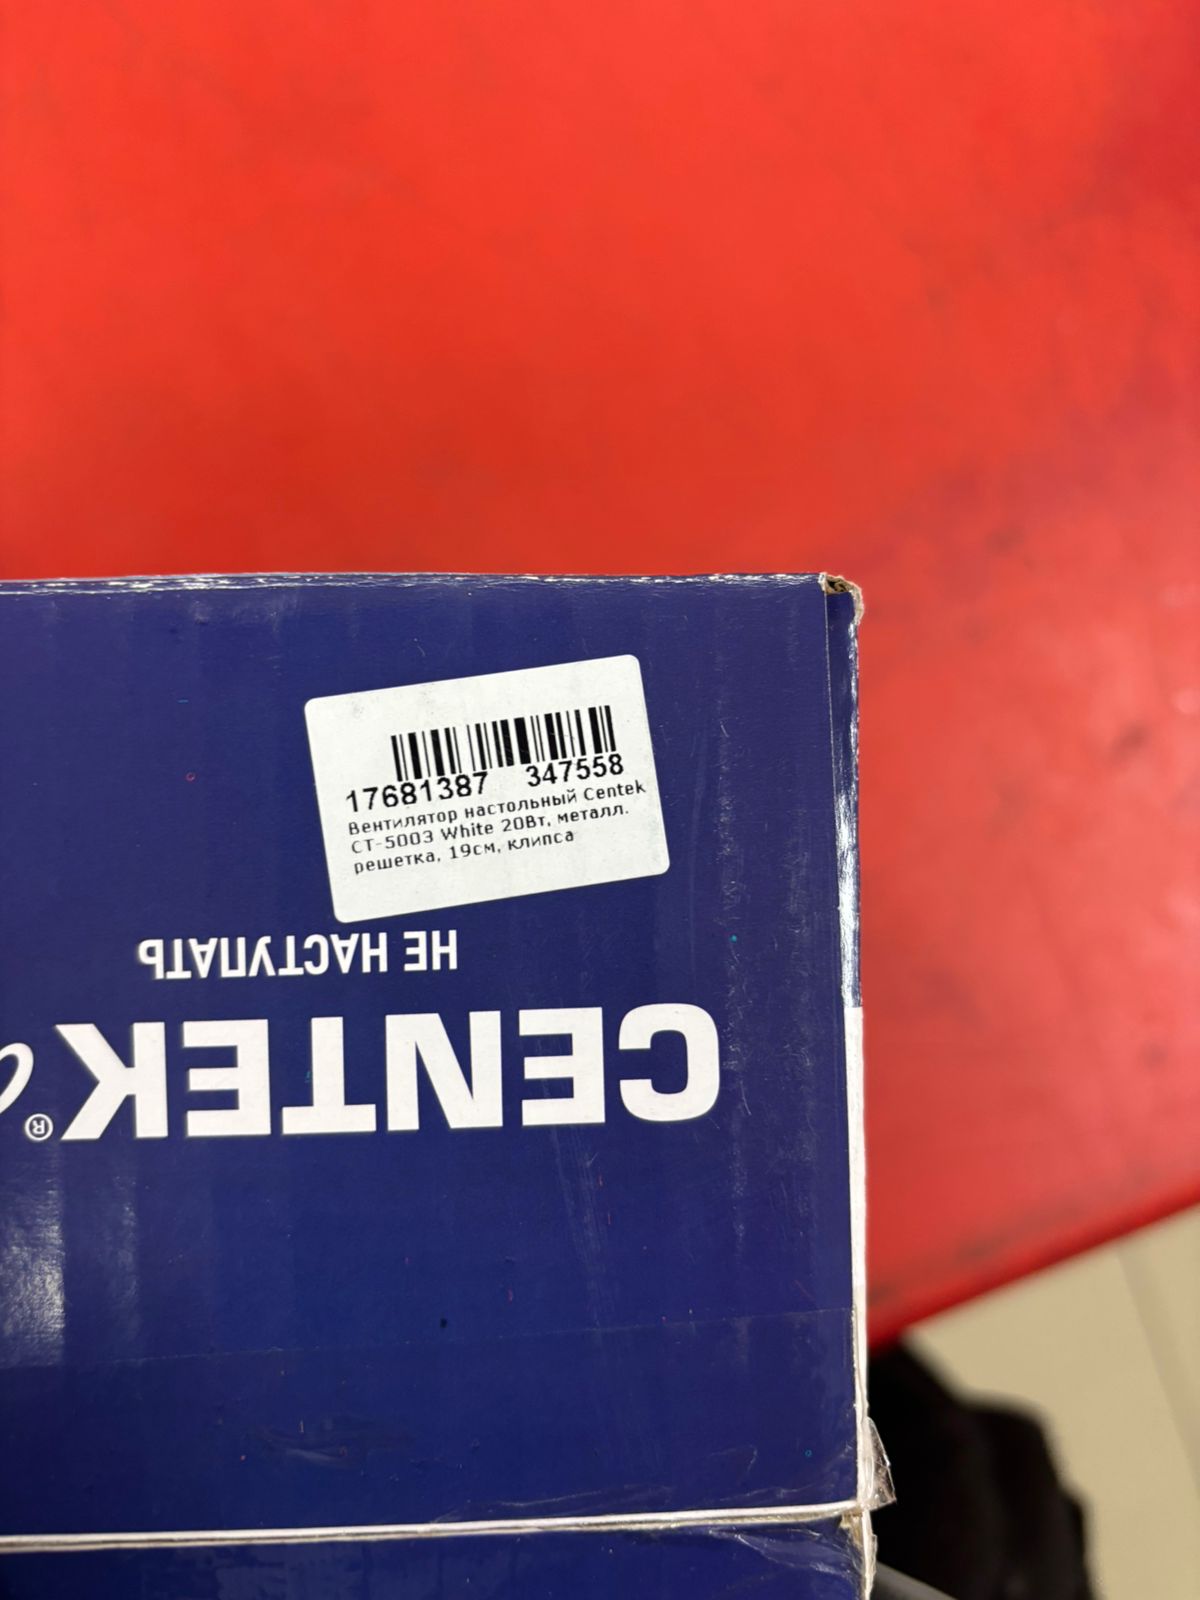 17681387 347558
Вентилятор настольный Centek
CT-5003 White 20Вт, металл.
решетка, 19см, клипса
НЕ НАСТУПАТЬ
CENTEK®